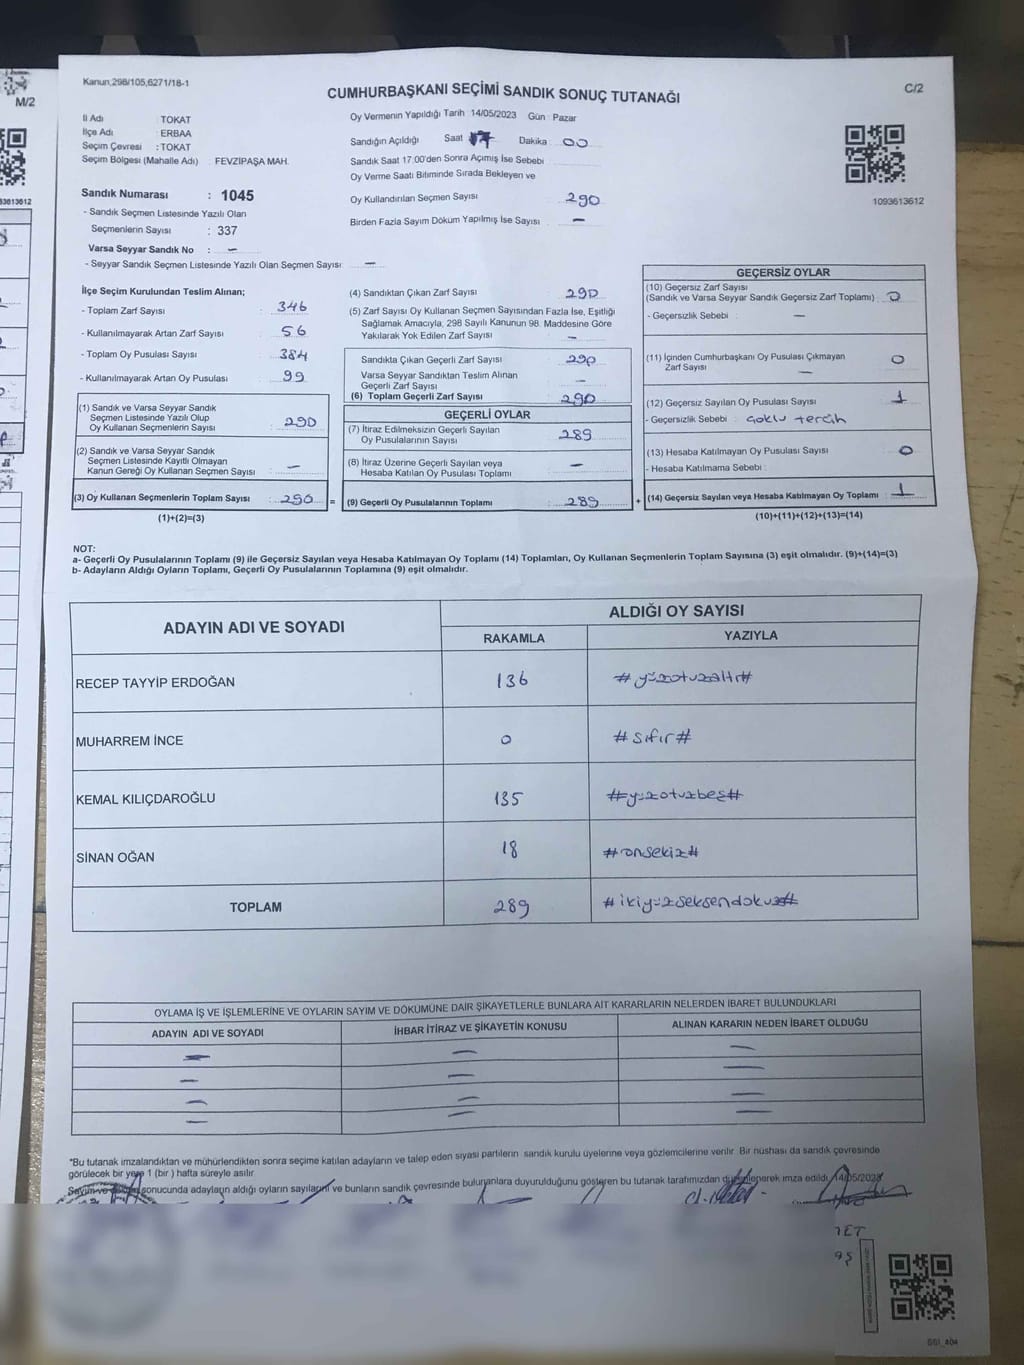 Kanun;298/105,6271/18-1
CUMHURBAŞKANI SEÇİMİ SANDIK SONUÇ TUTANAĞI
C/2
M/2
İl Adı : TOKAT
İlçe Adı : ERBAA
Seçim Çevresi : TOKAT
Seçim Bölgesi (Mahalle Adı) : FEVZİPAŞA MAH.
Sandık Numarası : 1045
- Sandık Seçmen Listesinde Yazılı Olan
Seçmenlerin Sayısı : 337
Varsa Seyyar Sandık No : –
- Seyyar Sandık Seçmen Listesinde Yazılı Olan Seçmen Sayısı: –
Oy Vermenin Yapıldığı Tarih 14/05/2023 Gün : Pazar
Sandığın Açıldığı Saat 17 Dakika 00
Sandık Saat 17:00'den Sonra Açımış İse Sebebi
Oy Verme Saati Bitiminde Sırada Bekleyen ve
Oy Kullandırılan Seçmen Sayısı 290
Birden Fazla Sayım Döküm Yapılmış İse Sayısı –
1093613612
İlçe Seçim Kurulundan Teslim Alınan;
- Toplam Zarf Sayısı : 346
- Kullanılmayarak Artan Zarf Sayısı : 56
- Toplam Oy Pusulası Sayısı : 384
- Kullanılmayarak Artan Oy Pusulası : 99
(1) Sandık ve Varsa Seyyar Sandık
Seçmen Listesinde Yazılı Olup
Oy Kullanan Seçmenlerin Sayısı : 290
(2) Sandık ve Varsa Seyyar Sandık
Seçmen Listesinde Kayıtlı Olmayan
Kanun Gereği Oy Kullanan Seçmen Sayısı : –
(3) Oy Kullanan Seçmenlerin Toplam Sayısı : 290 =
(1)+(2)=(3)
(4) Sandıktan Çıkan Zarf Sayısı : 290
(5) Zarf Sayısı Oy Kullanan Seçmen Sayısından Fazla İse, Eşitliği
Sağlamak Amacıyla, 298 Sayılı Kanunun 98. Maddesine Göre
Yakılarak Yok Edilen Zarf Sayısı : –
Sandıkta Çıkan Geçerli Zarf Sayısı : 290
Varsa Seyyar Sandıktan Teslim Alınan
Geçerli Zarf Sayısı : –
(6) Toplam Geçerli Zarf Sayısı : 290
GEÇERLİ OYLAR
(7) İtiraz Edilmeksizin Geçerli Sayılan
Oy Pusulalarının Sayısı : 289
(8) İtiraz Üzerine Geçerli Sayılan veya
Hesaba Katılan Oy Pusulası Toplamı : –
(9) Geçerli Oy Pusulalarının Toplamı : 289 +
GEÇERSİZ OYLAR
(10) Geçersiz Zarf Sayısı
(Sandık ve Varsa Seyyar Sandık Geçersiz Zarf Toplamı) : 0
- Geçersizlik Sebebi : –
(11) İçinden Cumhurbaşkanı Oy Pusulası Çıkmayan
Zarf Sayısı : 0
–
(12) Geçersiz Sayılan Oy Pusulası Sayısı : 1
- Geçersizlik Sebebi : Çoklu tercih
(13) Hesaba Katılmayan Oy Pusulası Sayısı : 0
- Hesaba Katılmama Sebebi :
(14) Geçersiz Sayılan veya Hesaba Katılmayan Oy Toplamı : 1
(10)+(11)+(12)+(13)=(14)
NOT:
a- Geçerli Oy Pusulalarının Toplamı (9) ile Geçersiz Sayılan veya Hesaba Katılmayan Oy Toplamı (14) Toplamları, Oy Kullanan Seçmenlerin Toplam Sayısına (3) eşit olmalıdır. (9)+(14)=(3)
b- Adayların Aldığı Oyların Toplamı, Geçerli Oy Pusulalarının Toplamına (9) eşit olmalıdır.
ADAYIN ADI VE SOYADI
ALDIĞI OY SAYISI
RAKAMLA YAZIYLA
RECEP TAYYİP ERDOĞAN 136 #yüzotuzaltı#
MUHARREM İNCE 0 #sıfır#
KEMAL KILIÇDAROĞLU 135 #yüzotuzbeş#
SİNAN OĞAN 18 #onsekiz#
TOPLAM 289 #ikiyüzseksendokuz#
OYLAMA İŞ VE İŞLEMLERİNE VE OYLARIN SAYIM VE DÖKÜMÜNE DAİR ŞİKAYETLERLE BUNLARA AİT KARARLARIN NELERDEN İBARET BULUNDUKLARI
ADAYIN ADI VE SOYADI İHBAR İTİRAZ VE ŞİKAYETİN KONUSU ALINAN KARARIN NEDEN İBARET OLDUĞU
– – –
– – –
– – –
– – –
*Bu tutanak imzalandıktan ve mühürlendikten sonra seçime katılan adayların ve talep eden siyasi partilerin sandık kurulu üyelerine veya gözlemcilerine verilir. Bir nüshası da sandık çevresinde
görülecek bir yere 1 (bir ) hafta süreyle asılır.
Sayım ve döküm sonucunda adayların aldığı oyların sayılarını ve bunların sandık çevresinde bulunanlara duyurulduğunu gösteren bu tutanak tarafımızdan düzenlenerek imza edildi. 14/05/2023